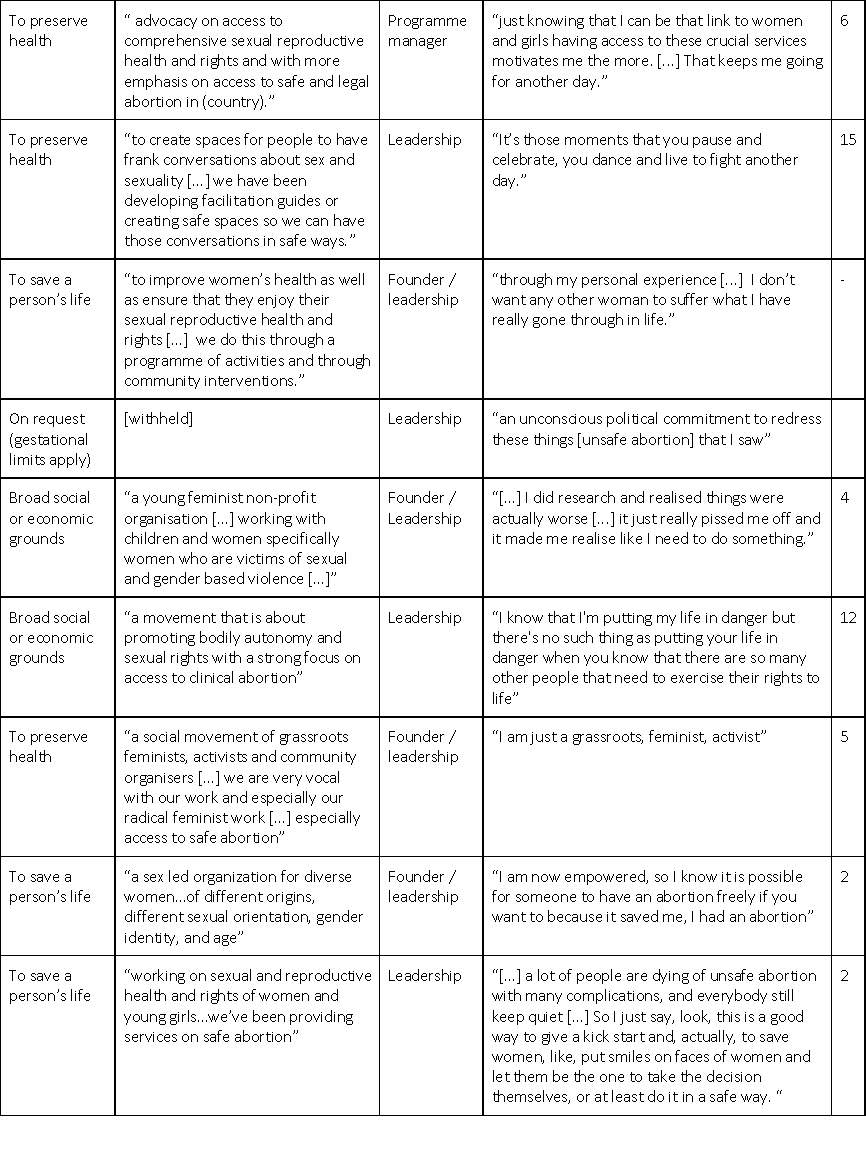 To preserve
health
“ advocacy on access to
comprehensive sexual reproductive
health and rights and with more
emphasis on access to safe and legal
abortion in (country).”
Programme
manager
“just knowing that I can be that link to women
and girls having access to these crucial services
motivates me the more. [...] That keeps me going
for another day.”
6
To preserve
health
“to create spaces for people to have
frank conversations about sex and
sexuality [...] we have been
developing facilitation guides or
creating safe spaces so we can have
those conversations in safe ways.”
Leadership
“It’s those moments that you pause and
celebrate, you dance and live to fight another
day.”
15
To save a
person’s life
“to improve women’s health as well
as ensure that they enjoy their
sexual reproductive health and
rights [...]  we do this through a
programme of activities and through
community interventions.”
Founder /
leadership
“through my personal experience [...]  I don’t
want any other woman to suffer what I have
really gone through in life.”
-
On request
(gestational
limits apply)
[withheld]
Leadership
“an unconscious political commitment to redress
these things [unsafe abortion] that I saw”
Broad social
or economic
grounds
“a young feminist non-profit
organisation [...] working with
children and women specifically
women who are victims of sexual
and gender based violence [...]”
Founder /
Leadership
“[...] I did research and realised things were
actually worse [...] it just really pissed me off and
it made me realise like I need to do something.”
4
Broad social
or economic
grounds
“a movement that is about
promoting bodily autonomy and
sexual rights with a strong focus on
access to clinical abortion”
Leadership
“I know that I'm putting my life in danger but
there's no such thing as putting your life in
danger when you know that there are so many
other people that need to exercise their rights to
life”
12
To preserve
health
“a social movement of grassroots
feminists, activists and community
organisers [...] we are very vocal
with our work and especially our
radical feminist work [...] especially
access to safe abortion”
Founder /
leadership
“I am just a grassroots, feminist, activist”
5
To save a
person’s life
“a sex led organization for diverse
women...of different origins,
different sexual orientation, gender
identity, and age”
Founder /
leadership
“I am now empowered, so I know it is possible
for someone to have an abortion freely if you
want to because it saved me, I had an abortion”
2
To save a
person’s life
“working on sexual and reproductive
health and rights of women and
young girls...we’ve been providing
services on safe abortion”
Leadership
“[...] a lot of people are dying of unsafe abortion
with many complications, and everybody still
keep quiet [...] So I just say, look, this is a good
way to give a kick start and, actually, to save
women, like, put smiles on faces of women and
let them be the one to take the decision
themselves, or at least do it in a safe way. “
2